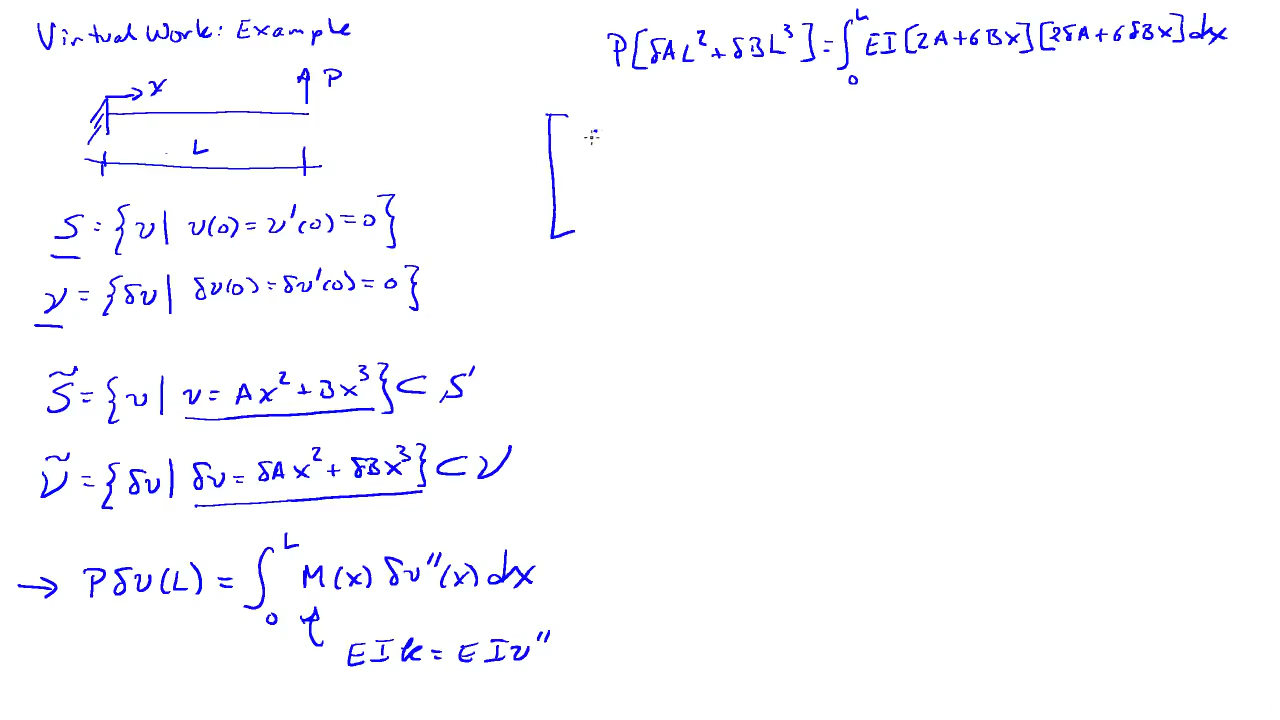 Virtual Work: Example
x
P
L
S = {v | v(0) = v'(0) = 0}
𝒱 = {δv | δv(0) = δv'(0) = 0}
S̃ = {v | v = Ax² + Bx³} ⊂ S
𝒱̃ = {δv | δv = δAx² + δBx³} ⊂ 𝒱
→ Pδv(L) = ∫₀ᴸ M(x) δv''(x) dx
EIk = EIv''
P[δAL² + δBL³] = ∫₀ᴸ EI[2A+6Bx][2δA+6δBx]dx
[